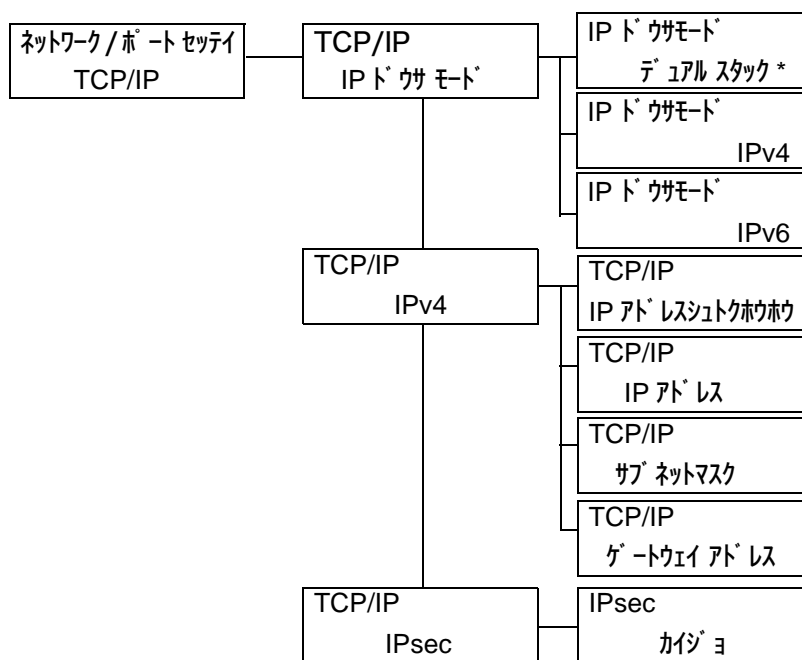 ﾈｯﾄﾜｰｸ/ﾎﾟｰﾄ ｾｯﾃｲ
TCP/IP
TCP/IP
IP ﾄﾞｳｻ ﾓｰﾄﾞ
IP ﾄﾞｳｻﾓｰﾄﾞ
ﾃﾞｭｱﾙ ｽﾀｯｸ *
IP ﾄﾞｳｻﾓｰﾄﾞ
IPv4
IP ﾄﾞｳｻﾓｰﾄﾞ
IPv6
TCP/IP
IPv4
TCP/IP
IP ｱﾄﾞﾚｽｼｭﾄｸﾎｳﾎｳ
TCP/IP
IP ｱﾄﾞﾚｽ
TCP/IP
ｻﾌﾞﾈｯﾄﾏｽｸ
TCP/IP
ｹﾞｰﾄｳｪｲ ｱﾄﾞﾚｽ
TCP/IP
IPsec
IPsec
ｶｲｼﾞｮ